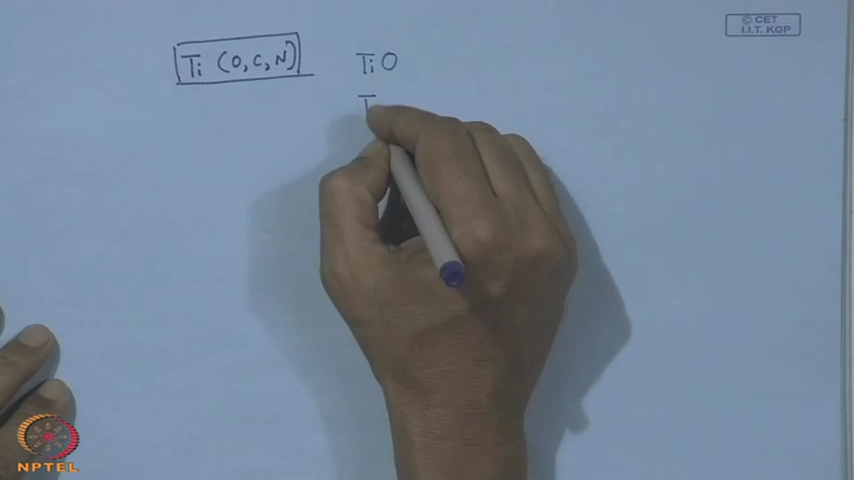 © CET
I.I.T. KGP
Ti (O,C,N) TiO
T
NPTEL